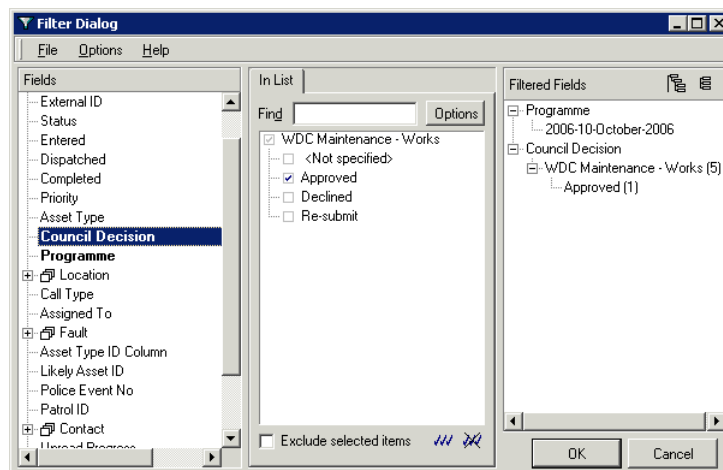 Filter Dialog
File Options Help
Fields
External ID
Status
Entered
Dispatched
Completed
Priority
Asset Type
Council Decision
Programme
Location
Call Type
Assigned To
Fault
Asset Type ID Column
Likely Asset ID
Police Event No
Patrol ID
Contact
Unread Progress
In List
Find Options
WDC Maintenance - Works
<Not specified>
Approved
Declined
Re-submit
Exclude selected items
Filtered Fields
Programme
2006-10-October-2006
Council Decision
WDC Maintenance - Works (5)
Approved (1)
OK Cancel